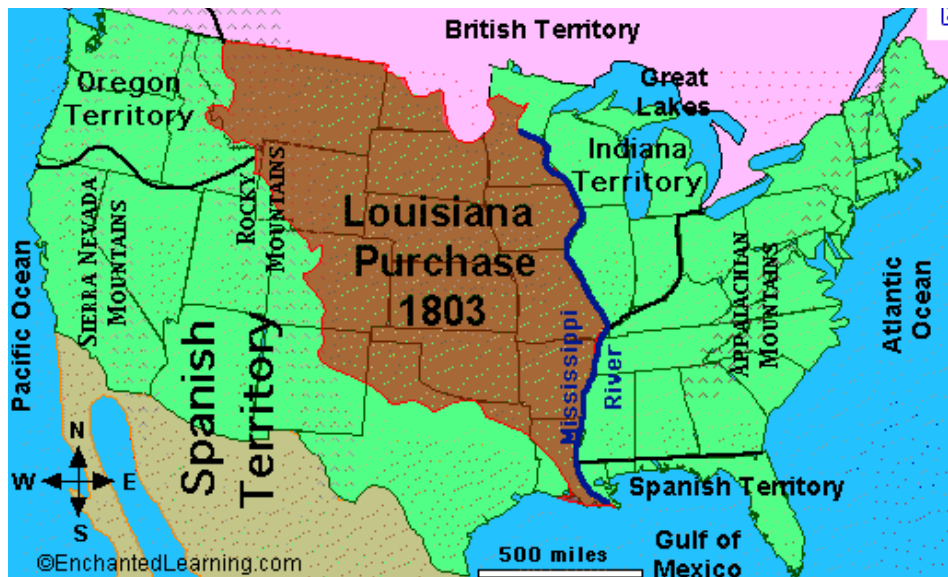 British Territory
Oregon
Territory
Great
Lakes
Indiana
Territory
ROCKY
MOUNTAINS
SIERRA NEVADA
MOUNTAINS
Louisiana
Purchase
1803
APPALACHIAN
MOUNTAINS
Pacific Ocean
Atlantic
Ocean
Spanish
Territory
Mississippi
River
N
W E
S
Spanish Territory
Gulf of
Mexico
500 miles
©EnchantedLearning.com